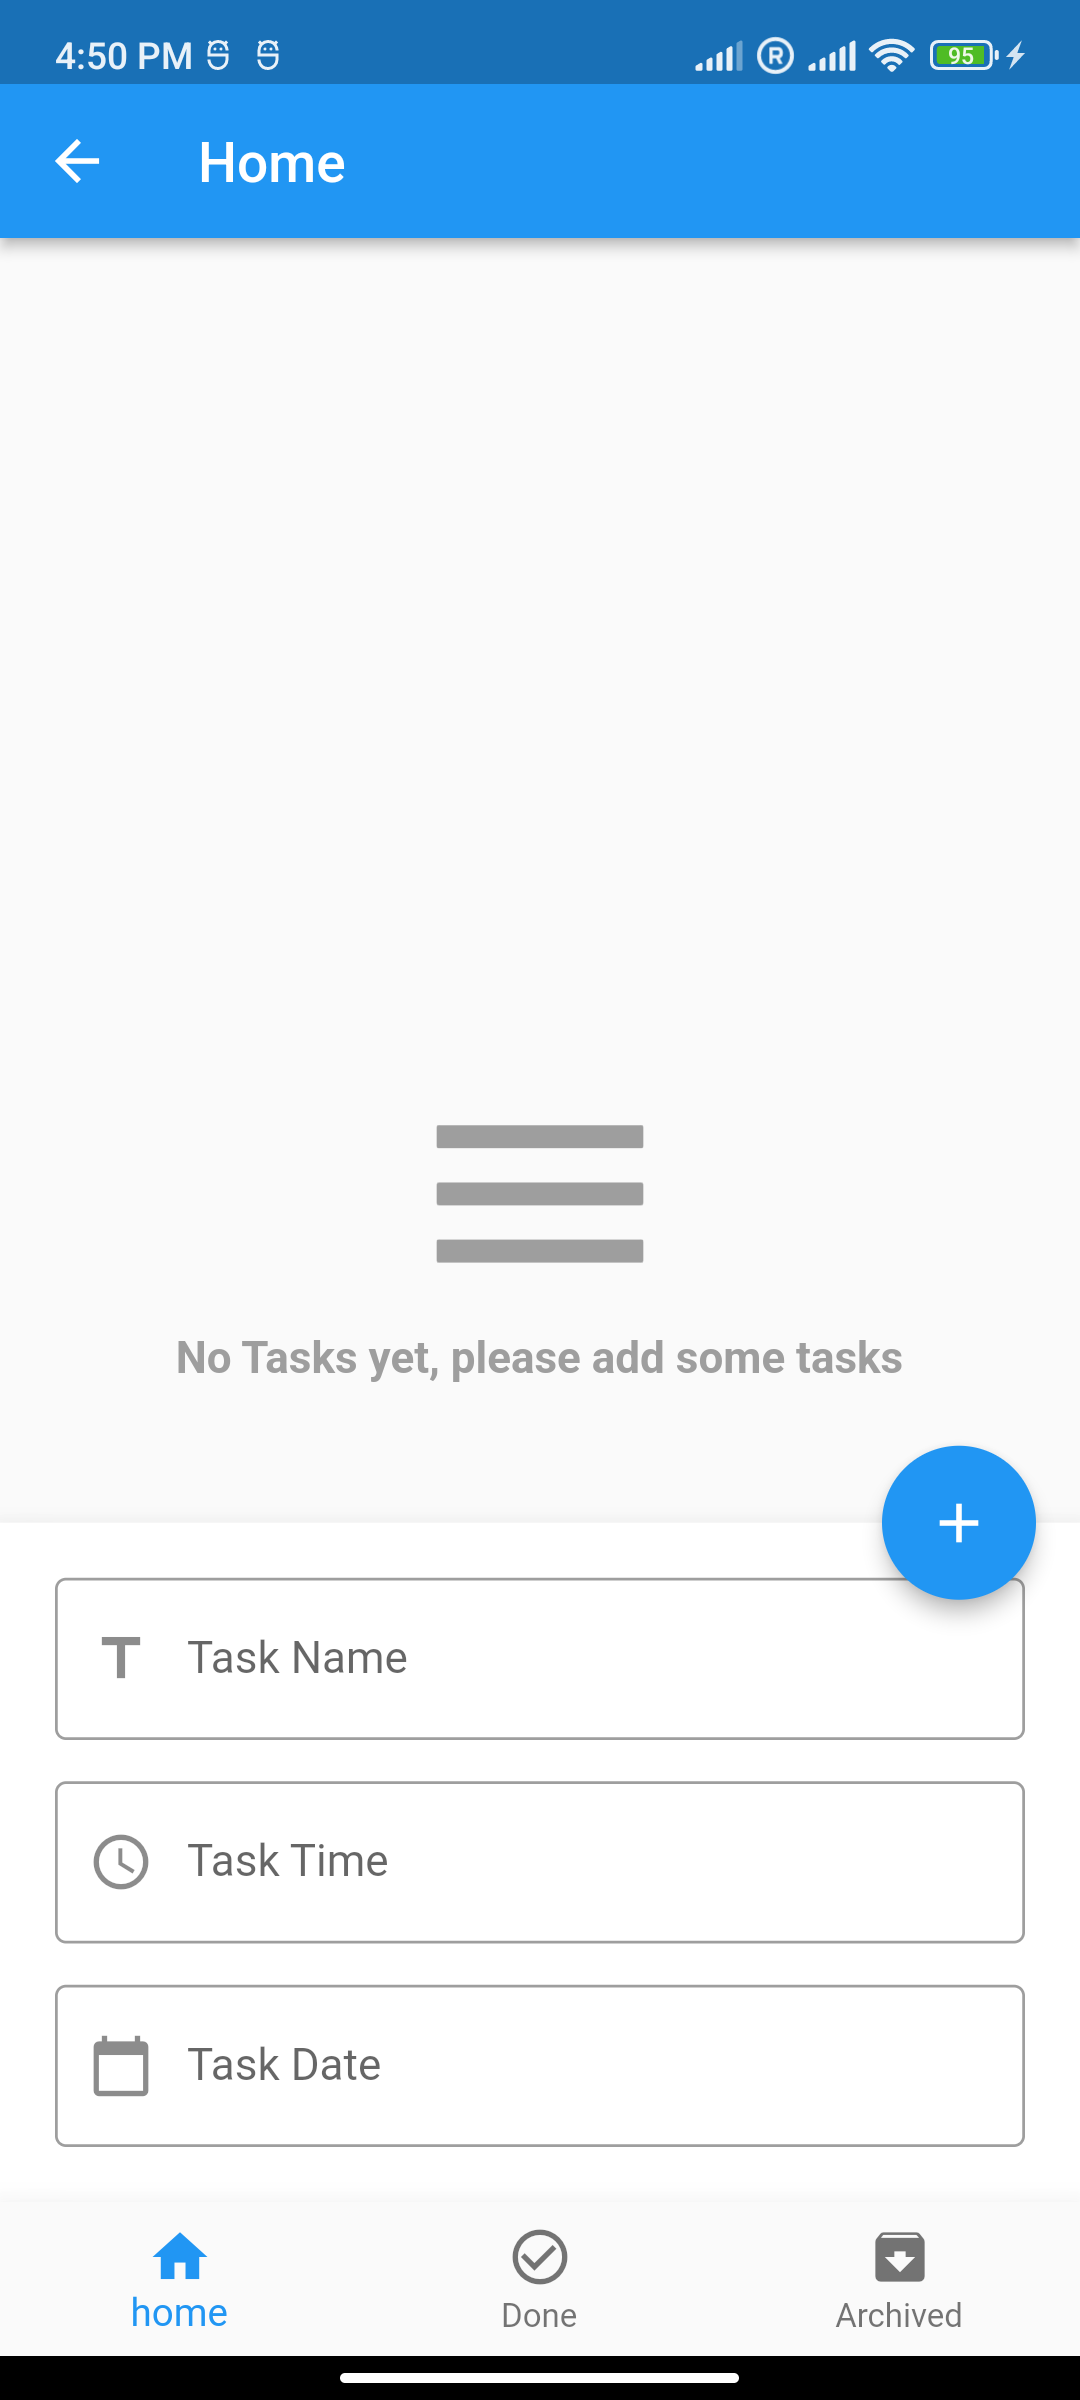 4:50 PM
R
95
Home
No Tasks yet, please add some tasks
Task Name
Task Time
Task Date
home
Done
Archived